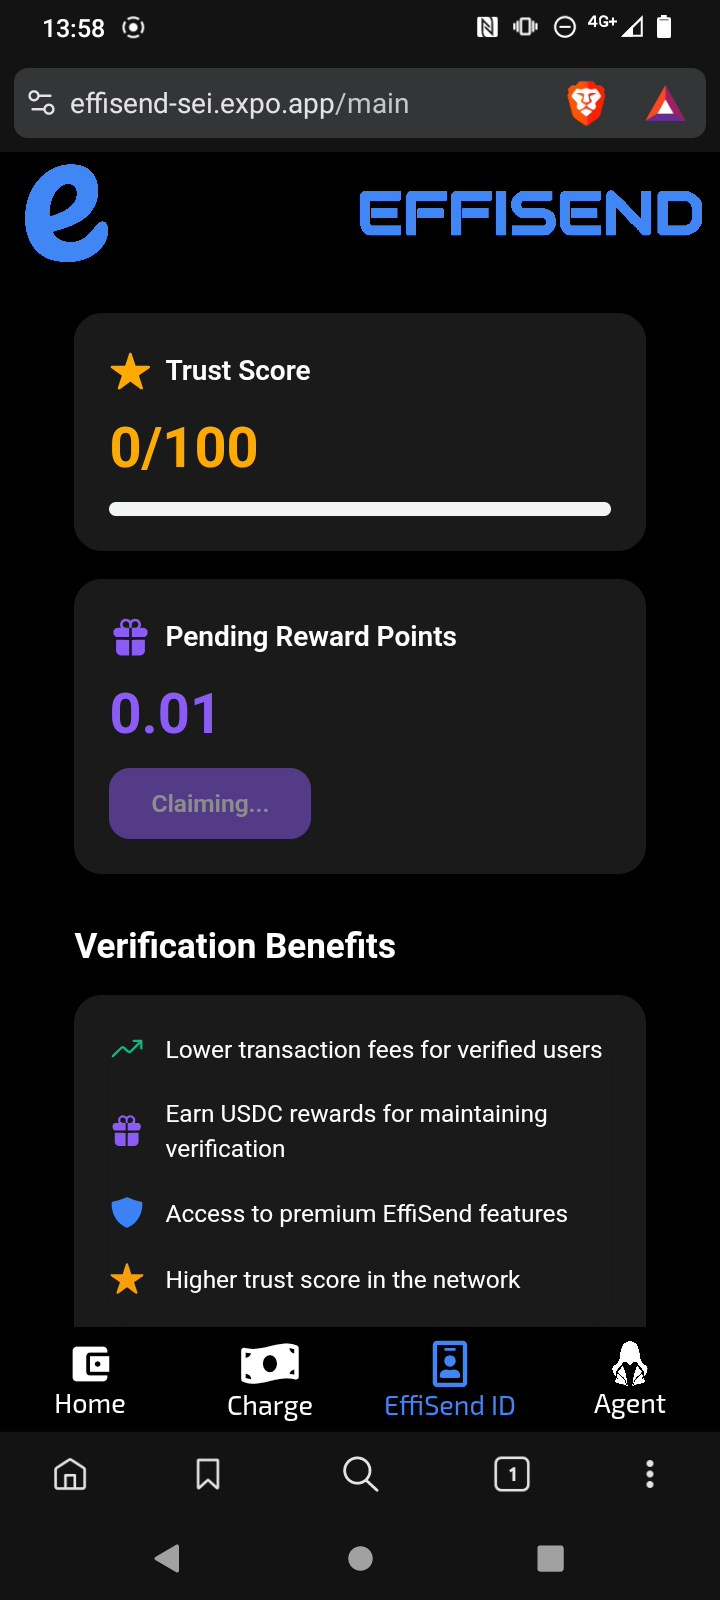 13:58
4G+
effisend-sei.expo.app/main
e
EFFISEND
Trust Score
0/100
Pending Reward Points
0.01
Claiming...
Verification Benefits
Lower transaction fees for verified users
Earn USDC rewards for maintaining
verification
Access to premium EffiSend features
Higher trust score in the network
Home
Charge
EffiSend ID
Agent
1